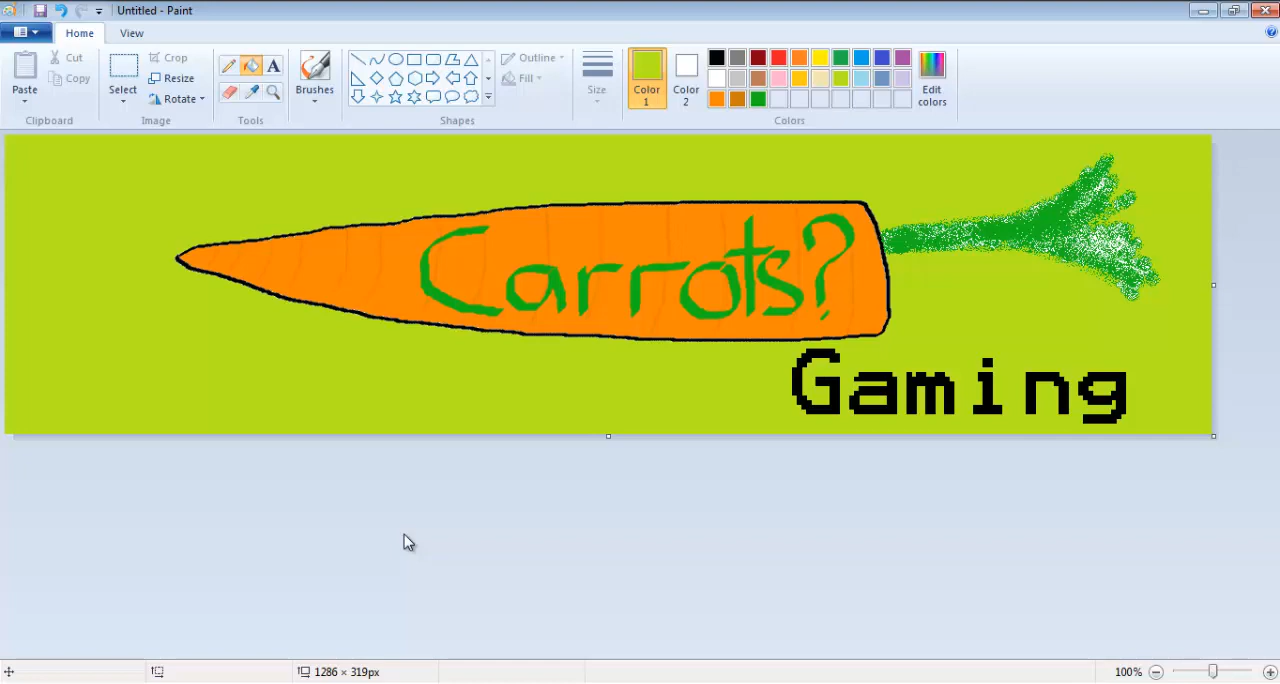 Untitled - Paint
Home
View
Paste
Cut
Copy
Clipboard
Select
Crop
Resize
Rotate
Image
A
Tools
Brushes
Outline
Fill
Shapes
Size
Color 1
Color 2
Edit colors
Colors
Carrots?
Gaming
1286 × 319px
100%